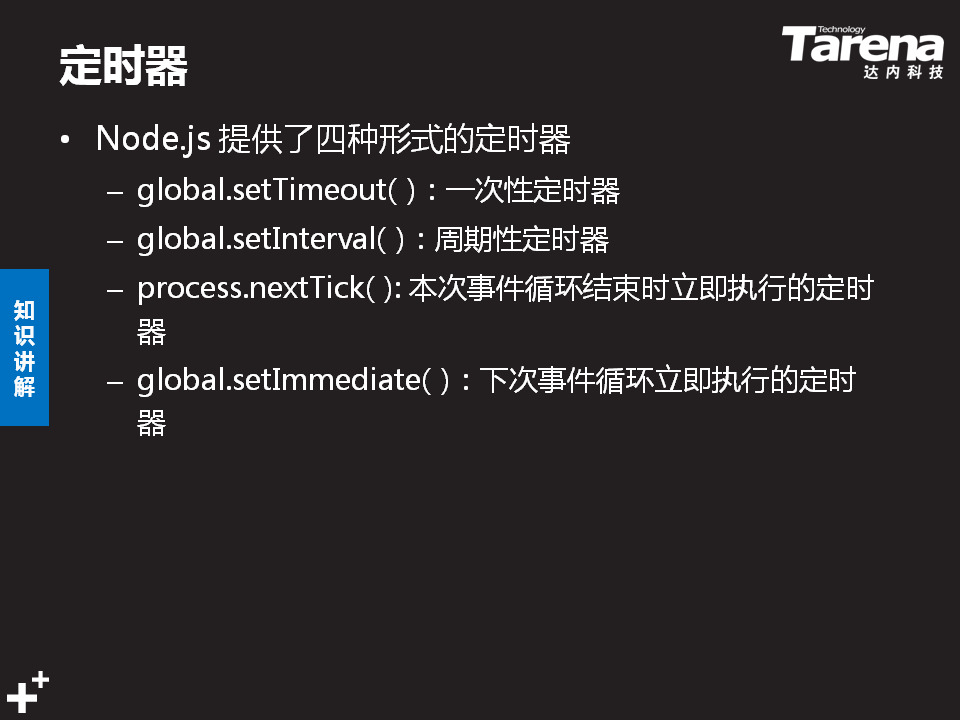 定时器
Technology
Tarena
达内科技
• Node.js 提供了四种形式的定时器
– global.setTimeout( ) : 一次性定时器
– global.setInterval( ) : 周期性定时器
– process.nextTick( ): 本次事件循环结束时立即执行的定时
器
– global.setImmediate( ) : 下次事件循环立即执行的定时
器
知
识
讲
解